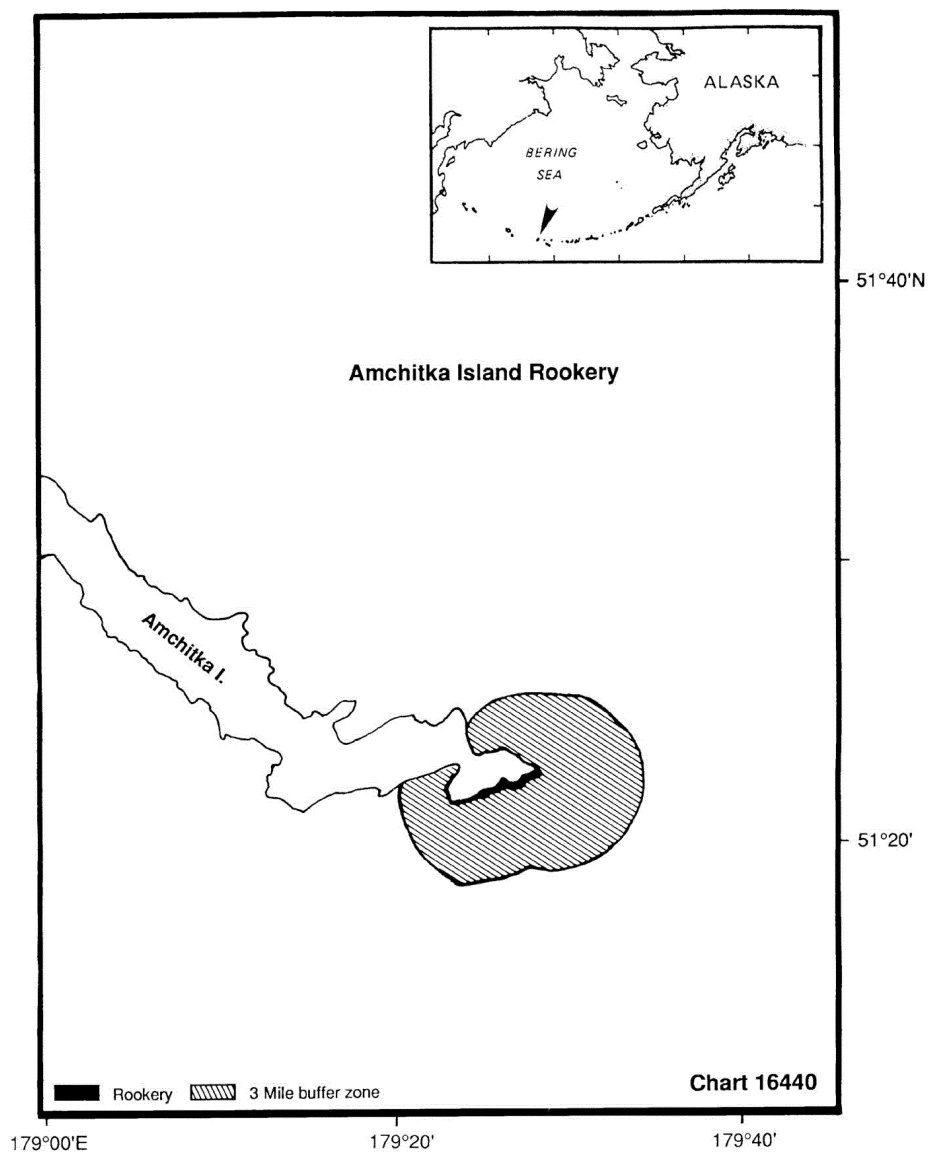 ALASKA
BERING
SEA
51°40'N
Amchitka Island Rookery
Amchitka I.
51°20'
Chart 16440
Rookery
3 Mile buffer zone
179°00'E
179°20'
179°40'